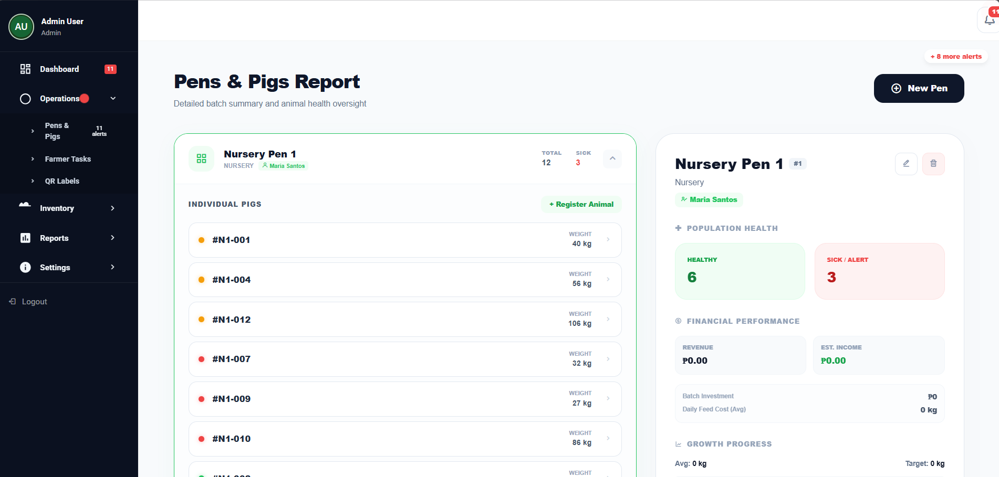 AU
Admin User
Admin
Dashboard
11
Operations
Pens &
Pigs
11
alerts
Farmer Tasks
QR Labels
Inventory
Reports
Settings
Logout
11
+ 8 more alerts
Pens & Pigs Report
Detailed batch summary and animal health oversight
New Pen
Nursery Pen 1
NURSERY
Maria Santos
TOTAL
12
SICK
3
INDIVIDUAL PIGS
+ Register Animal
#N1-001
WEIGHT
40 kg
#N1-004
WEIGHT
56 kg
#N1-012
WEIGHT
106 kg
#N1-007
WEIGHT
32 kg
#N1-009
WEIGHT
27 kg
#N1-010
WEIGHT
86 kg
WEIGHT
Nursery Pen 1
#1
Nursery
Maria Santos
POPULATION HEALTH
HEALTHY
6
SICK / ALERT
3
FINANCIAL PERFORMANCE
REVENUE
₱0.00
EST. INCOME
₱0.00
Batch Investment
₱0
Daily Feed Cost (Avg)
0 kg
GROWTH PROGRESS
Avg: 0 kg
Target: 0 kg